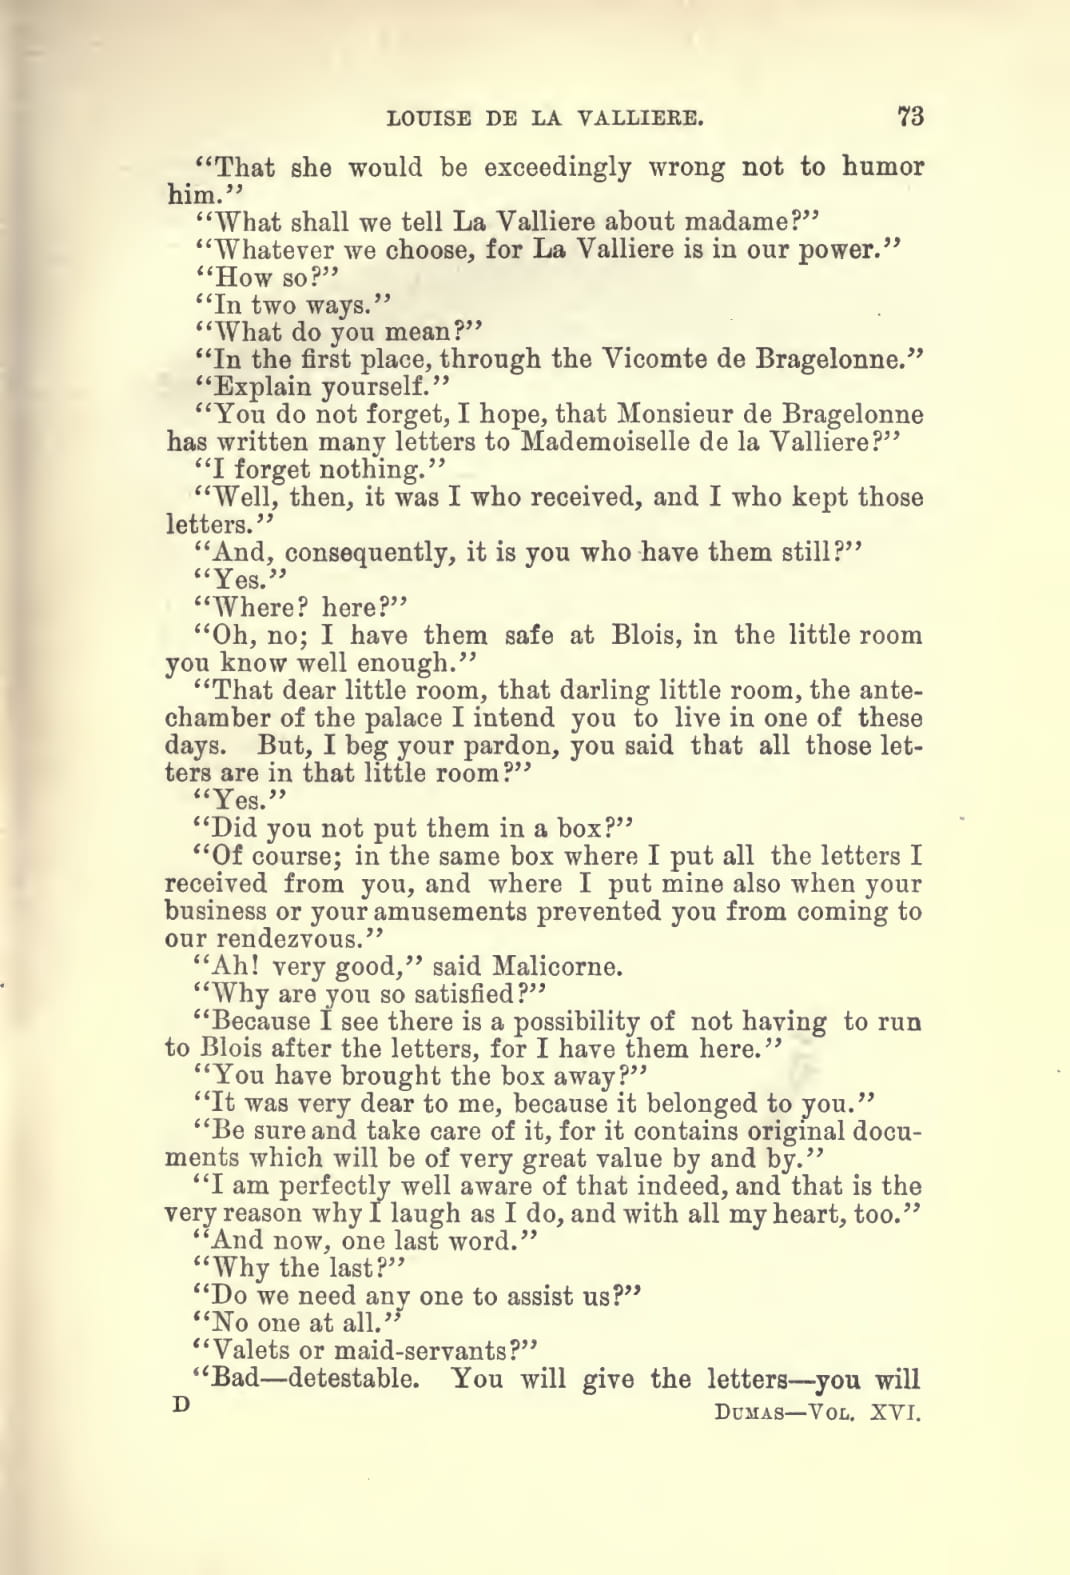 LOUISE DE LA VALLIERE. 73
“That she would be exceedingly wrong not to humor
him.”
“What shall we tell La Valliere about madame?”
“Whatever we choose, for La Valliere is in our power.”
“How so?”
“In two ways.”
“What do you mean?”
“In the first place, through the Vicomte de Bragelonne.”
“Explain yourself.”
“You do not forget, I hope, that Monsieur de Bragelonne
has written many letters to Mademoiselle de la Valliere?”
“I forget nothing.”
“Well, then, it was I who received, and I who kept those
letters.”
“And, consequently, it is you who have them still?”
“Yes.”
“Where? here?”
“Oh, no; I have them safe at Blois, in the little room
you know well enough.”
“That dear little room, that darling little room, the ante-
chamber of the palace I intend you to live in one of these
days. But, I beg your pardon, you said that all those let-
ters are in that little room?”
“Yes.”
“Did you not put them in a box?”
“Of course; in the same box where I put all the letters I
received from you, and where I put mine also when your
business or your amusements prevented you from coming to
our rendezvous.”
“Ah! very good,” said Malicorne.
“Why are you so satisfied?”
“Because I see there is a possibility of not having to run
to Blois after the letters, for I have them here.”
“You have brought the box away?”
“It was very dear to me, because it belonged to you.”
“Be sure and take care of it, for it contains original docu-
ments which will be of very great value by and by.”
“I am perfectly well aware of that indeed, and that is the
very reason why I laugh as I do, and with all my heart, too.”
“And now, one last word.”
“Why the last?”
“Do we need any one to assist us?”
“No one at all.”
“Valets or maid-servants?”
“Bad—detestable. You will give the letters—you will
D DUMAS—VOL. XVI.